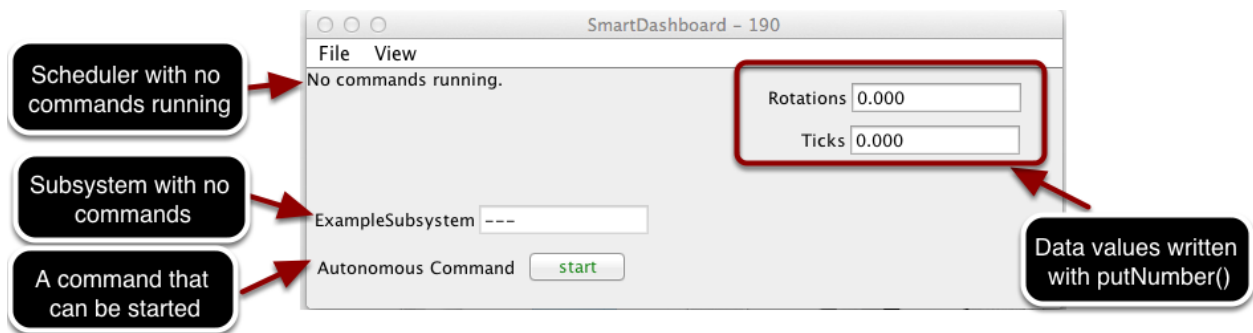 SmartDashboard – 190
File View
Scheduler with no
commands running
No commands running.
Rotations 0.000
Ticks 0.000
Subsystem with no
commands
ExampleSubsystem ---
Data values written
with putNumber()
A command that
can be started
Autonomous Command start